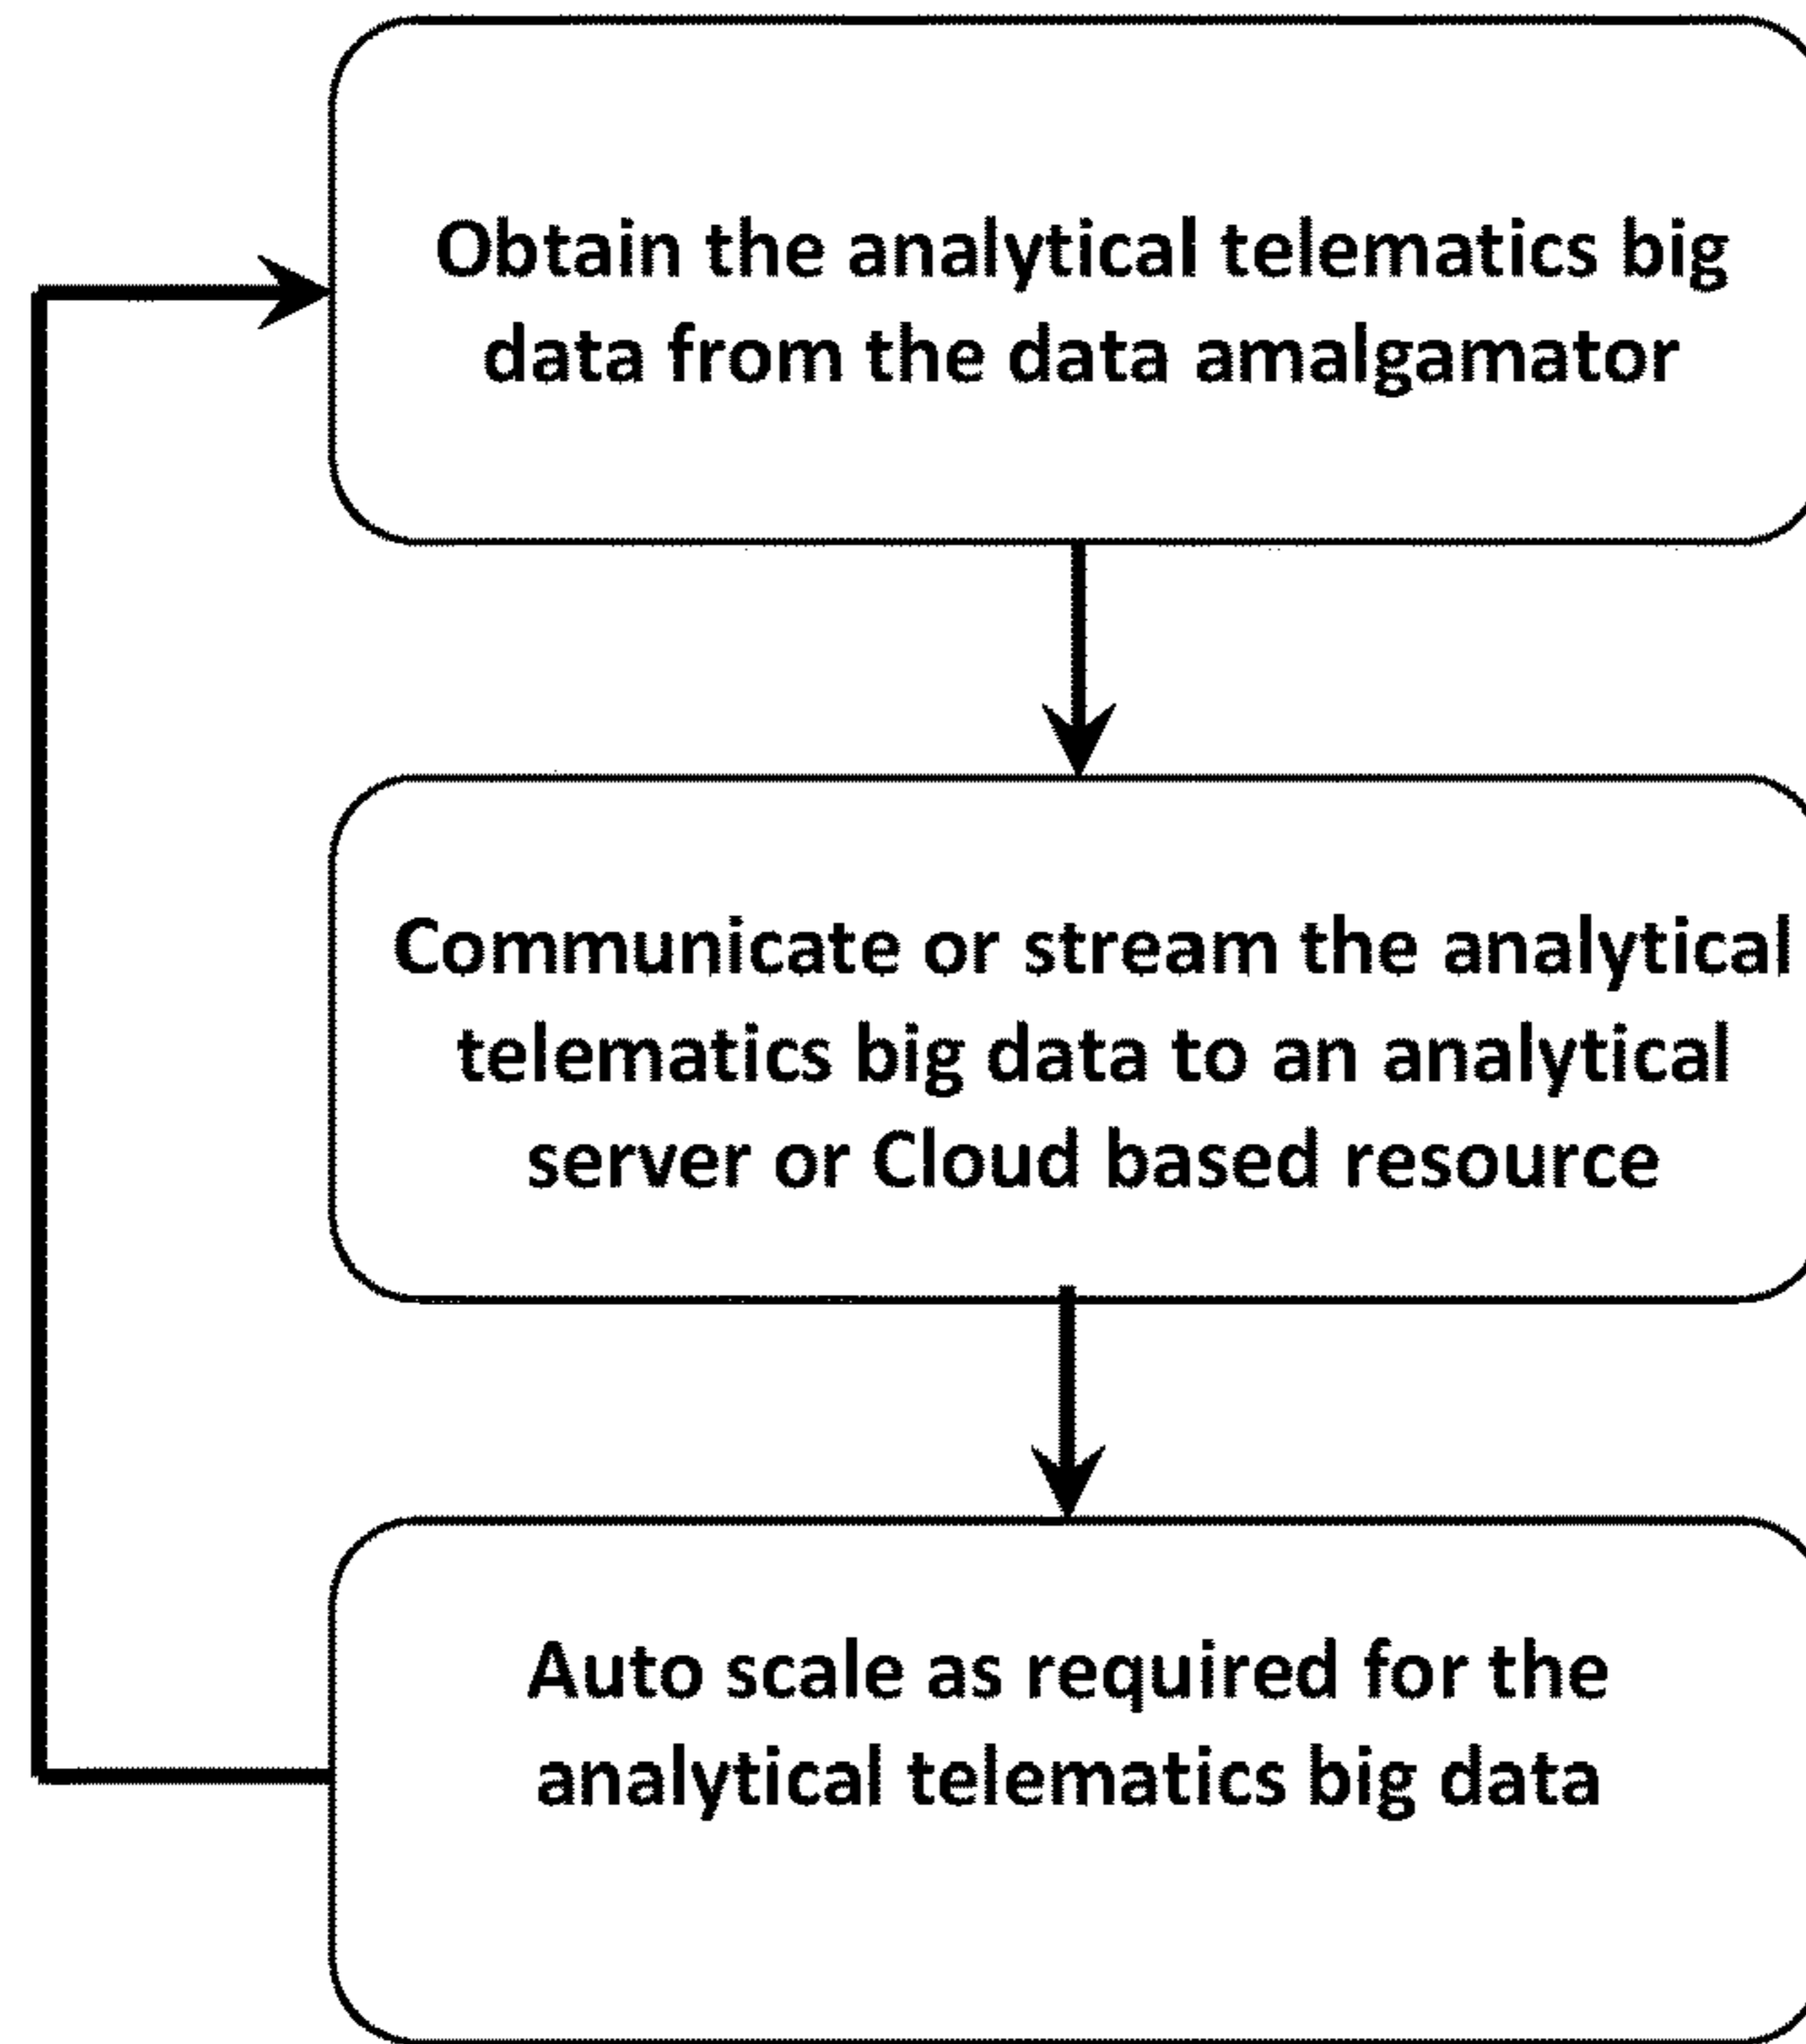 Obtain the analytical telematics big
data from the data amalgamator
Communicate or stream the analytical
telematics big data to an analytical
server or Cloud based resource
Auto scale as required for the
analytical telematics big data